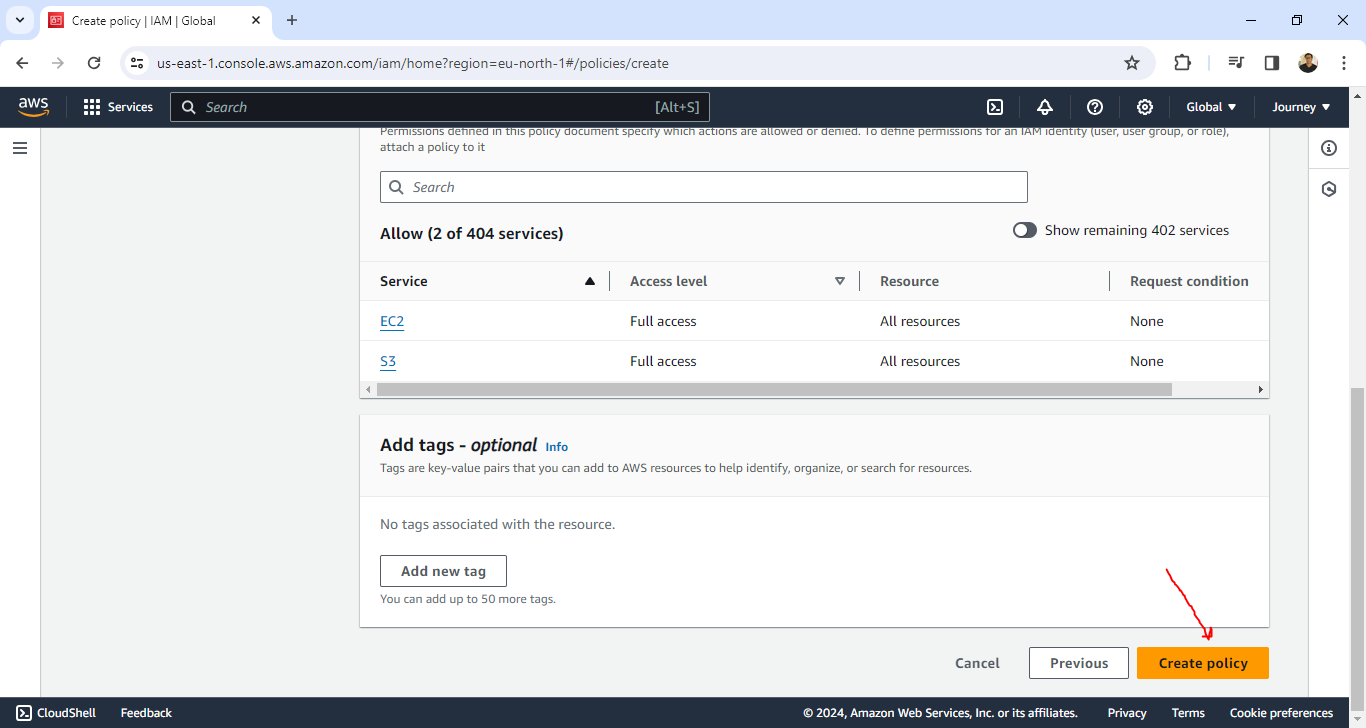 Create policy | IAM | Global
us-east-1.console.aws.amazon.com/iam/home?region=eu-north-1#/policies/create
aws
Services
Search
[Alt+S]
Global
Journey
Permissions defined in this policy document specify which actions are allowed or denied. To define permissions for an IAM identity (user, user group, or role),
attach a policy to it
Search
Allow (2 of 404 services)
Show remaining 402 services
Service
Access level
Resource
Request condition
EC2
Full access
All resources
None
S3
Full access
All resources
None
Add tags - optional Info
Tags are key-value pairs that you can add to AWS resources to help identify, organize, or search for resources.
No tags associated with the resource.
Add new tag
You can add up to 50 more tags.
Cancel
Previous
Create policy
CloudShell
Feedback
© 2024, Amazon Web Services, Inc. or its affiliates.
Privacy
Terms
Cookie preferences